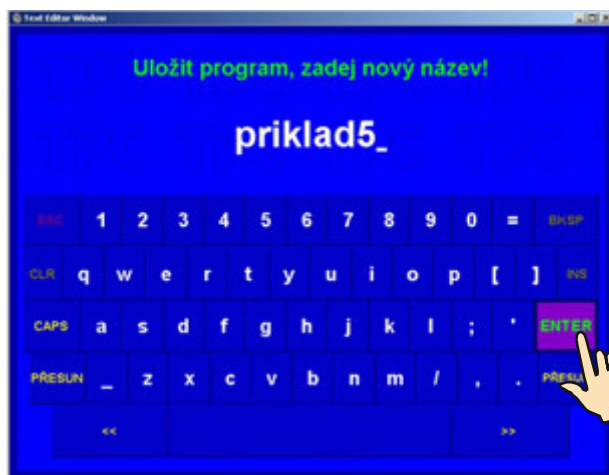 Text Editor Window
Uložit program, zadej nový název!
priklad5_
ESC 1 2 3 4 5 6 7 8 9 0 = BKSP
CLR q w e r t y u i o p [ ] INS
CAPS a s d f g h j k l ; ' ENTER
PŘESUN _ z x c v b n m / , . PŘESU
<< >>